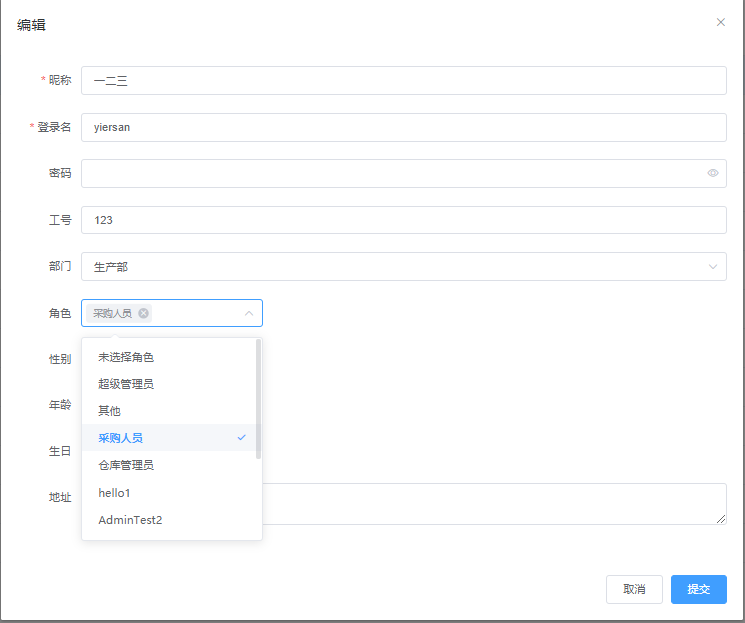 编辑
* 昵称 一二三
* 登录名 yiersan
密码
工号 123
部门 生产部
角色 采购人员
性别
年龄
生日
地址
未选择角色
超级管理员
其他
采购人员
仓库管理员
hello1
AdminTest2
取消 提交